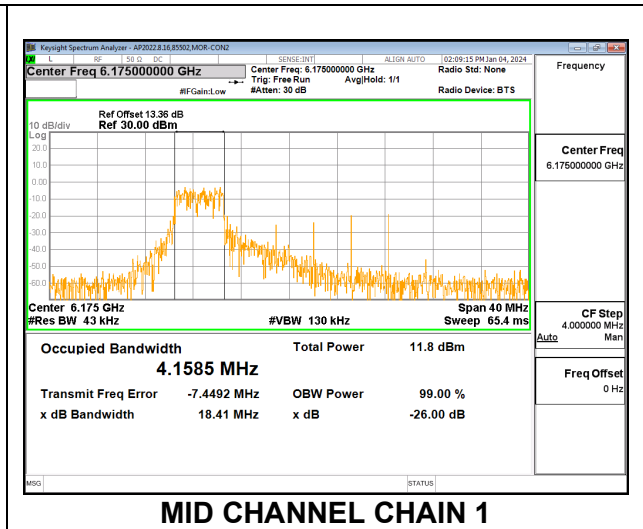 Keysight Spectrum Analyzer - AP2022.8.16,85502,MOR-CON2
L RF 50 Ω DC SENSE:INT ALIGN AUTO 02:09:15 PM Jan 04, 2024
Center Freq 6.175000000 GHz
Center Freq: 6.175000000 GHz
Radio Std: None
Trig: Free Run Avg|Hold: 1/1
#IFGain:Low
#Atten: 30 dB
Radio Device: BTS
Frequency
Ref Offset 13.36 dB
10 dB/div Ref 30.00 dBm
Log
20.0
10.0
0.00
-10.0
-20.0
-30.0
-40.0
-50.0
-60.0
Center Freq
6.175000000 GHz
Center 6.175 GHz Span 40 MHz
#Res BW 43 kHz #VBW 130 kHz Sweep 65.4 ms
CF Step
4.000000 MHz
Auto Man
Occupied Bandwidth Total Power 11.8 dBm
4.1585 MHz
Freq Offset
0 Hz
Transmit Freq Error -7.4492 MHz OBW Power 99.00 %
x dB Bandwidth 18.41 MHz x dB -26.00 dB
MSG STATUS
MID CHANNEL CHAIN 1